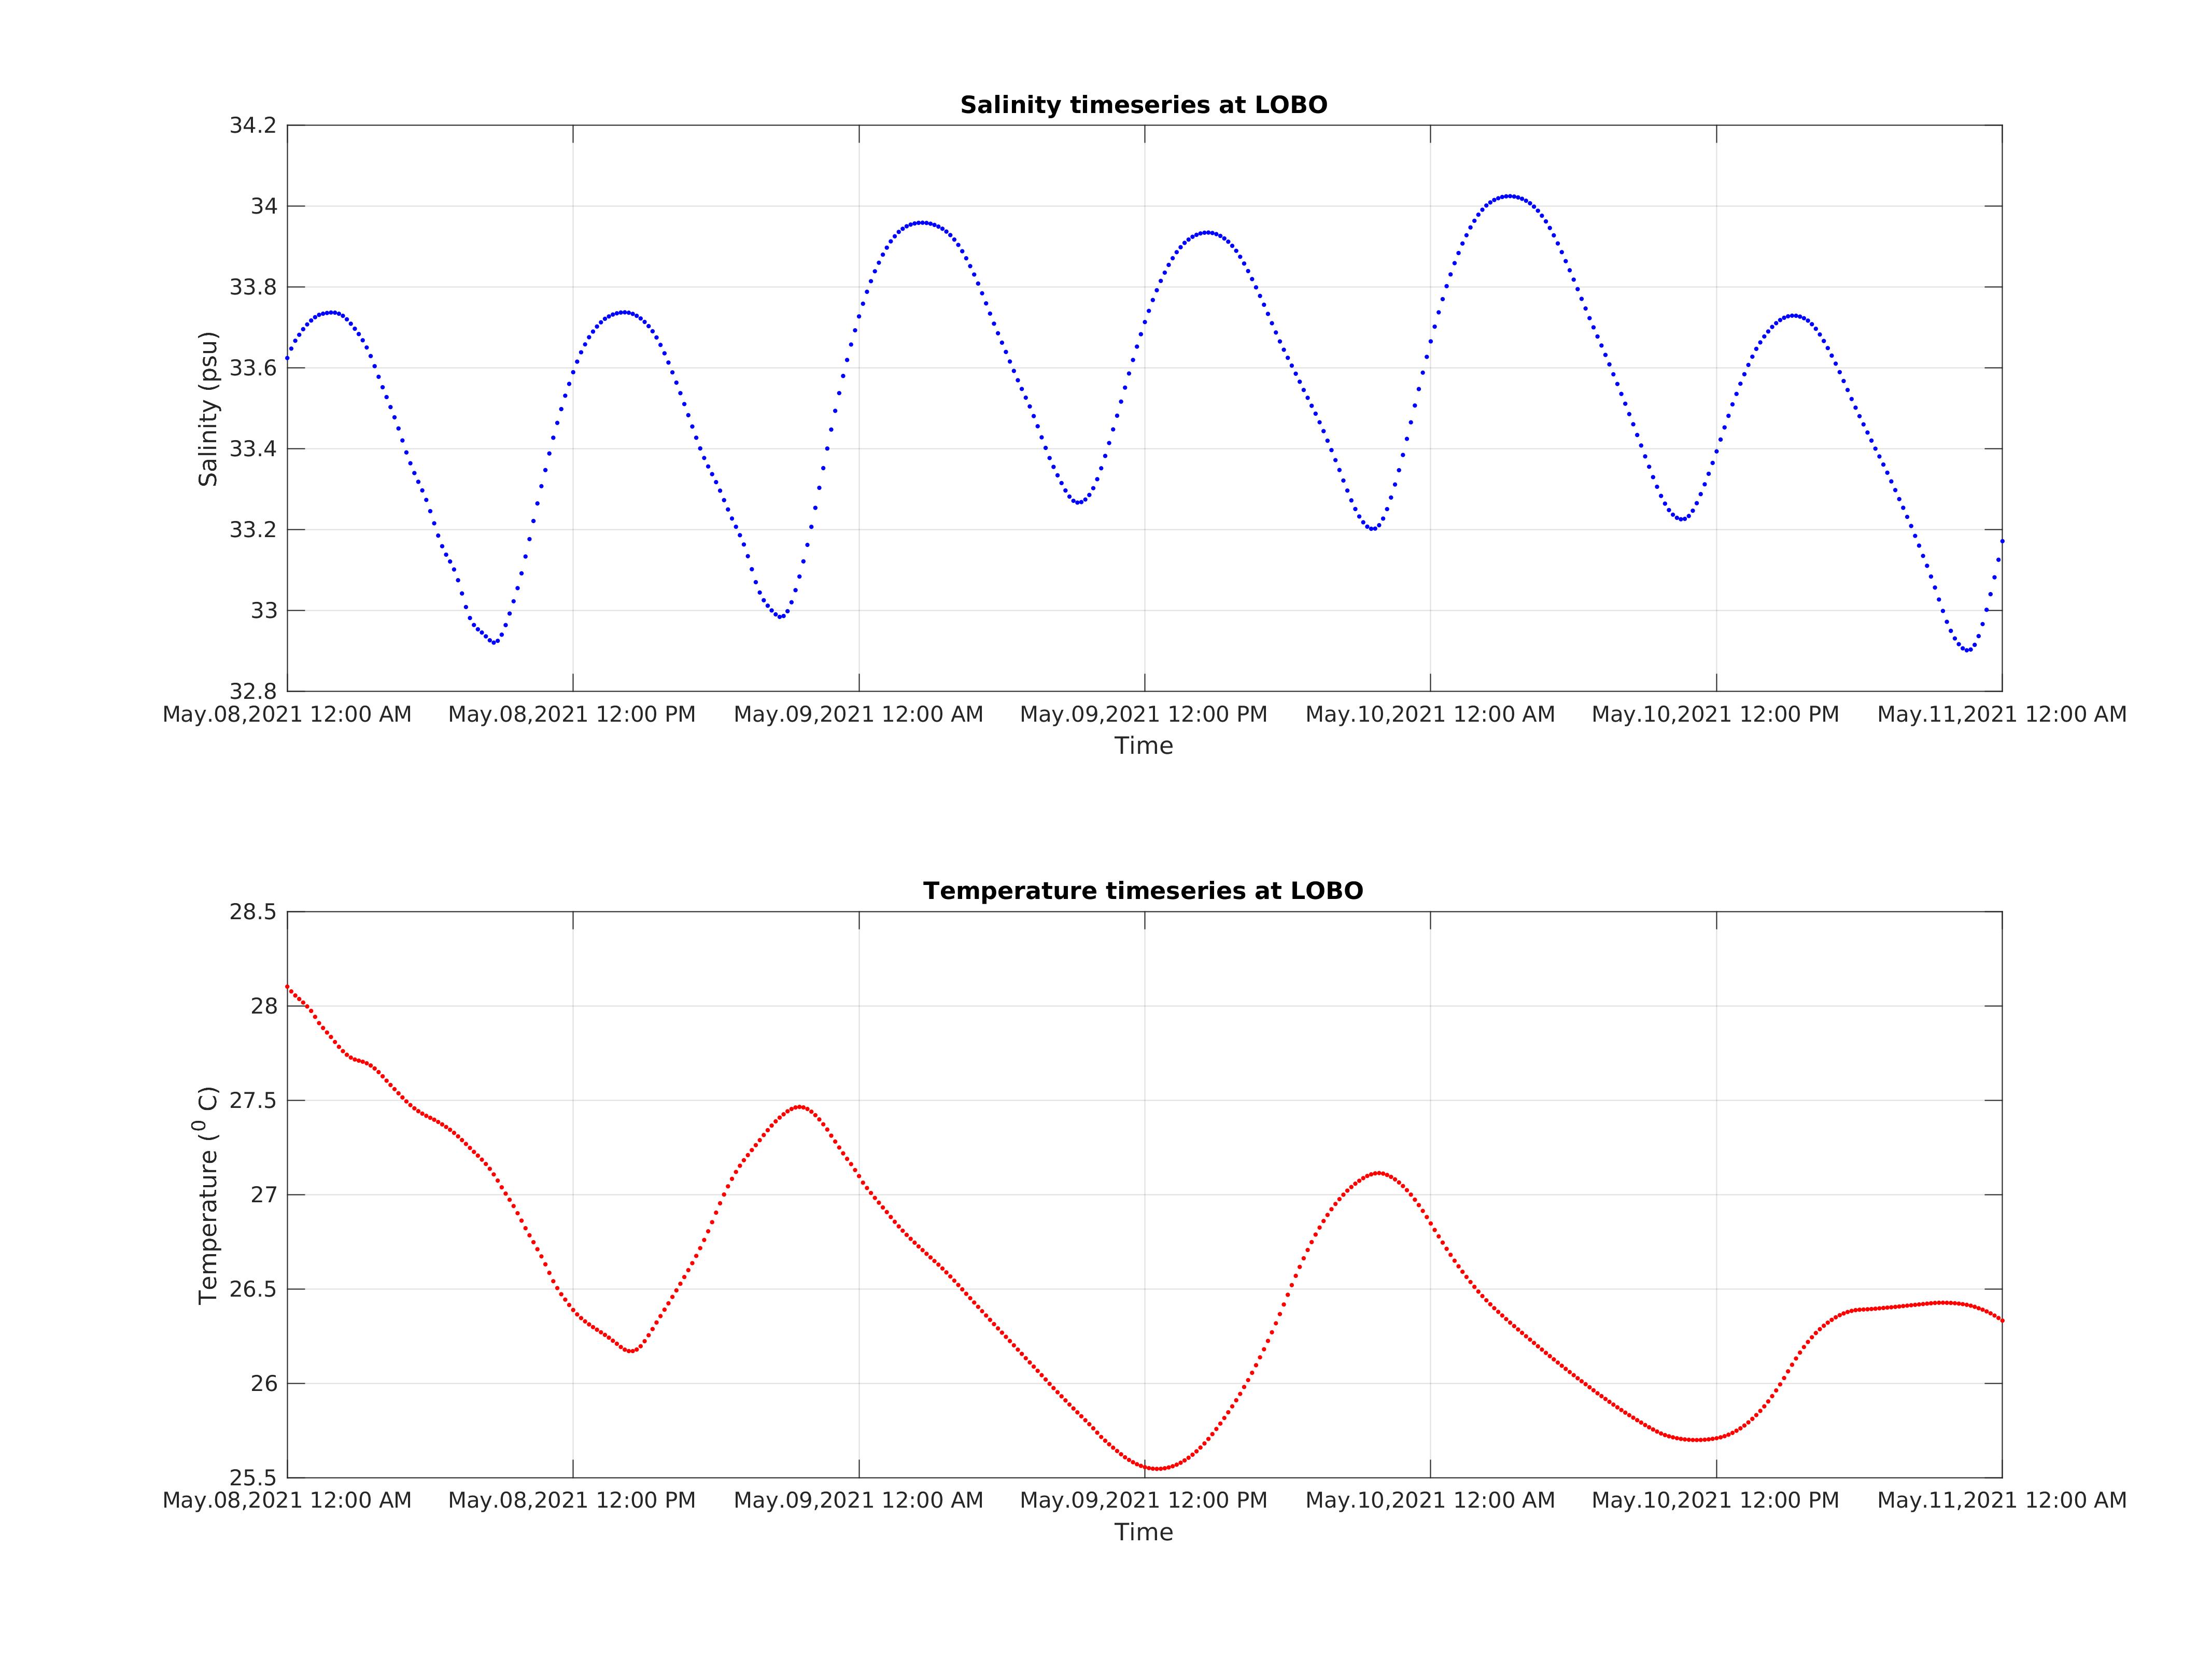 Salinity timeseries at LOBO
34.2
34
33.8
33.6
33.4
33.2
33
32.8
Salinity (psu)
May.08,2021 12:00 AM May.08,2021 12:00 PM May.09,2021 12:00 AM May.09,2021 12:00 PM May.10,2021 12:00 AM May.10,2021 12:00 PM May.11,2021 12:00 AM
Time
Temperature timeseries at LOBO
28.5
28
27.5
27
26.5
26
25.5
Temperature (⁰ C)
May.08,2021 12:00 AM May.08,2021 12:00 PM May.09,2021 12:00 AM May.09,2021 12:00 PM May.10,2021 12:00 AM May.10,2021 12:00 PM May.11,2021 12:00 AM
Time